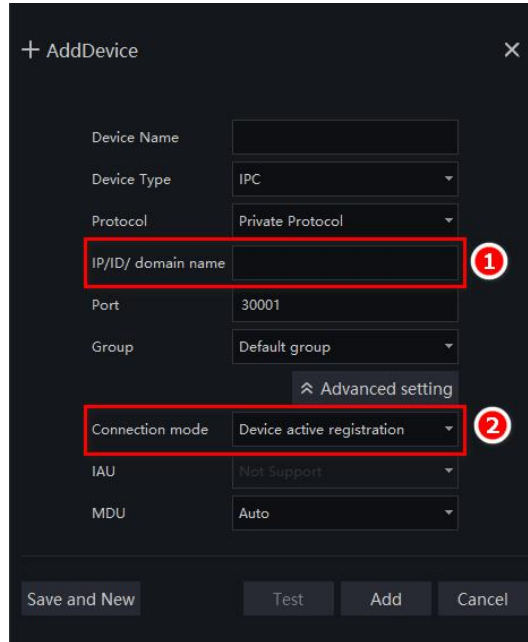 + AddDevice ×
Device Name
Device Type IPC
Protocol Private Protocol
IP/ID/ domain name 1
Port 30001
Group Default group
Advanced setting
Connection mode Device active registration 2
IAU Not Support
MDU Auto
Save and New Test Add Cancel